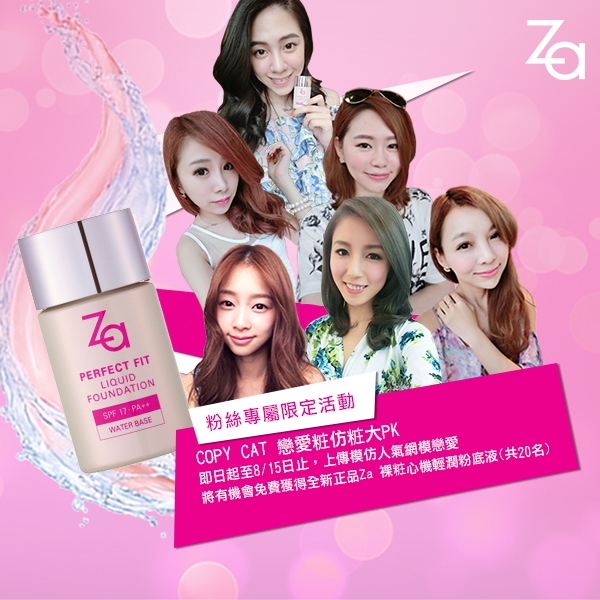 Za
Za
PERFECT FIT
LIQUID
FOUNDATION
SPF 17・PA++
WATER BASE
粉絲專屬限定活動
COPY CAT 戀愛粧仿粧大PK
即日起至8/15日止，上傳模仿人氣網模戀愛
將有機會免費獲得全新正品Za 裸粧心機輕潤粉底液(共20名)